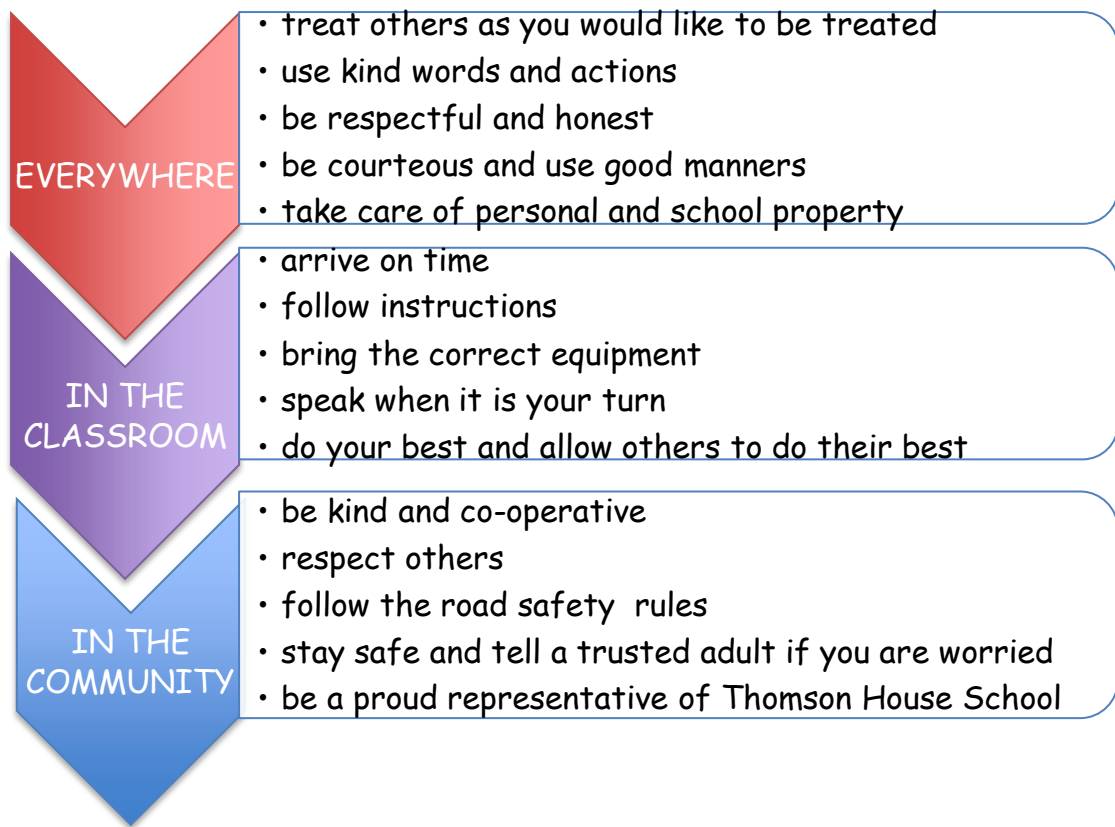 EVERYWHERE
• treat others as you would like to be treated
• use kind words and actions
• be respectful and honest
• be courteous and use good manners
• take care of personal and school property
IN THE
CLASSROOM
• arrive on time
• follow instructions
• bring the correct equipment
• speak when it is your turn
• do your best and allow others to do their best
IN THE
COMMUNITY
• be kind and co-operative
• respect others
• follow the road safety  rules
• stay safe and tell a trusted adult if you are worried
• be a proud representative of Thomson House School